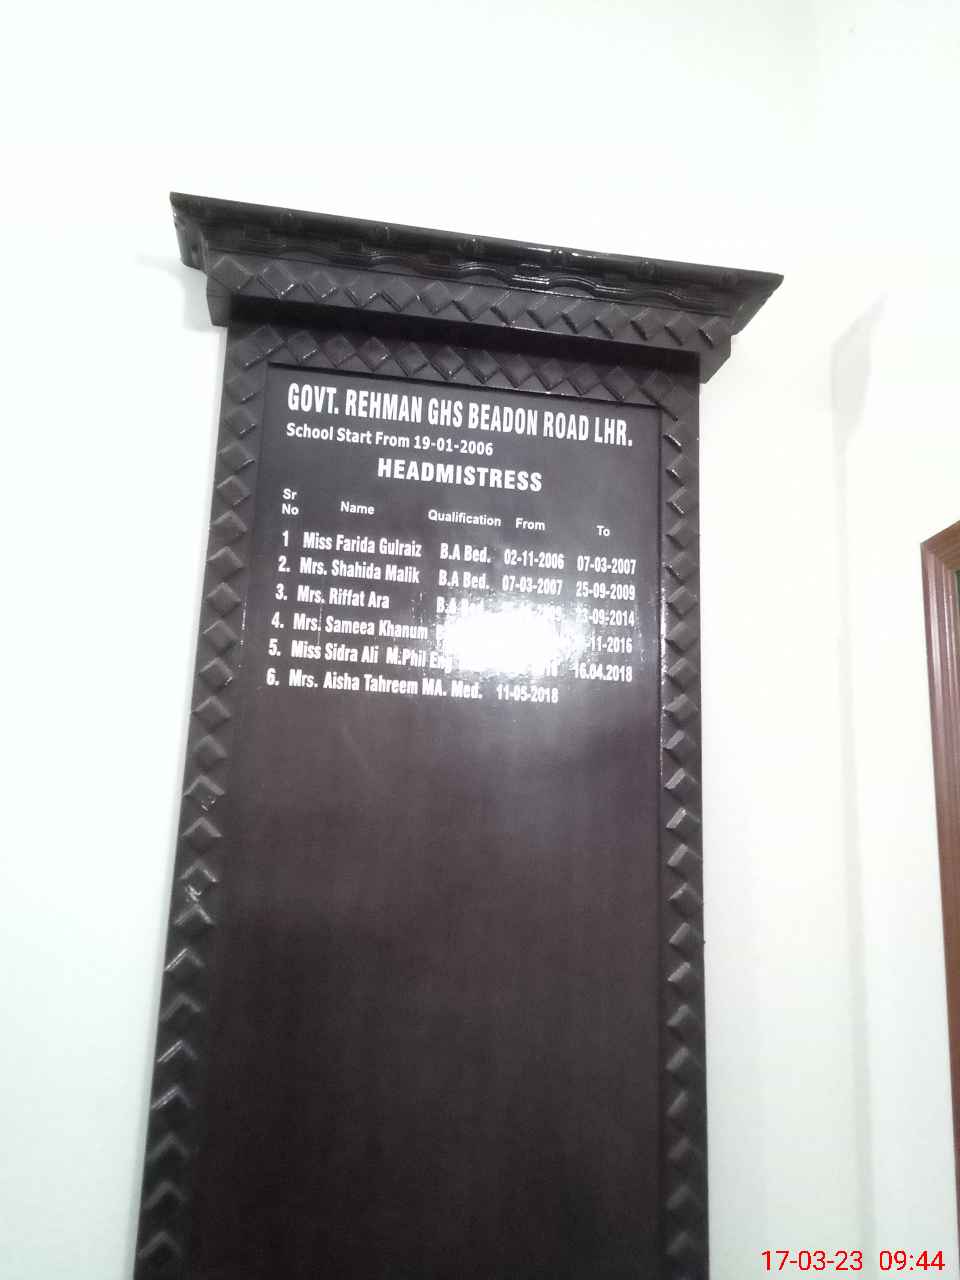 GOVT. REHMAN GHS BEADON ROAD LHR.
School Start From 19-01-2006
HEADMISTRESS
Sr No Name Qualification From To
1 Miss Farida Gulraiz B.A Bed. 02-11-2006 07-03-2007
2. Mrs. Shahida Malik B.A Bed. 07-03-2007 25-09-2009
3. Mrs. Riffat Ara B.A Bed 23-09-2014
4. Mrs. Sameea Khanum
5. Miss Sidra Ali M.Phil Eng 16.04.2018
6. Mrs. Aisha Tahreem MA. Med. 11-05-2018
17-03-23 09:44